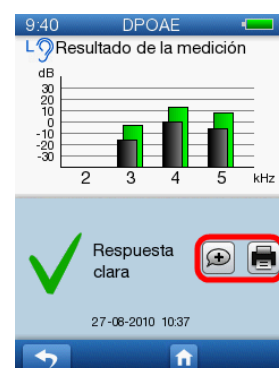 9:40 DPOAE
L Resultado de la medición
dB
30
20
10
0
-10
-20
-30
2 3 4 5 kHz
Respuesta
clara
27-08-2010 10:37